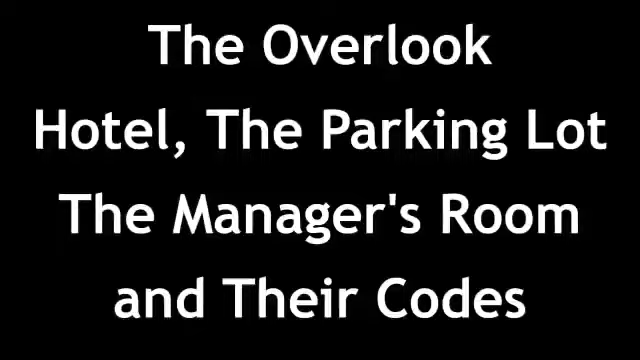 The Overlook
Hotel, The Parking Lot
The Manager's Room
and Their Codes